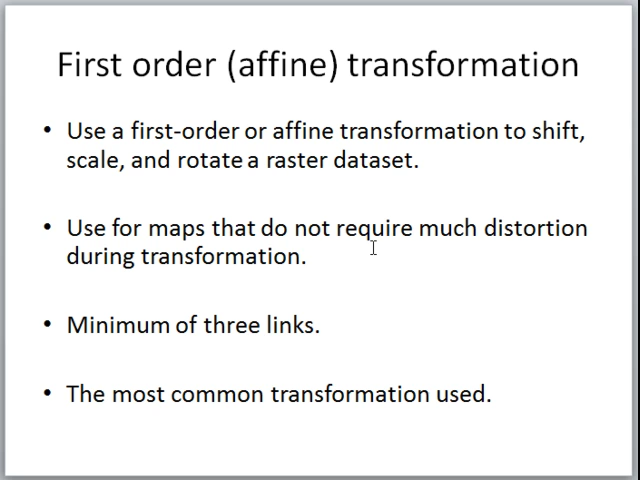 First order (affine) transformation
• Use a first-order or affine transformation to shift,
scale, and rotate a raster dataset.
• Use for maps that do not require much distortion
during transformation.
• Minimum of three links.
• The most common transformation used.